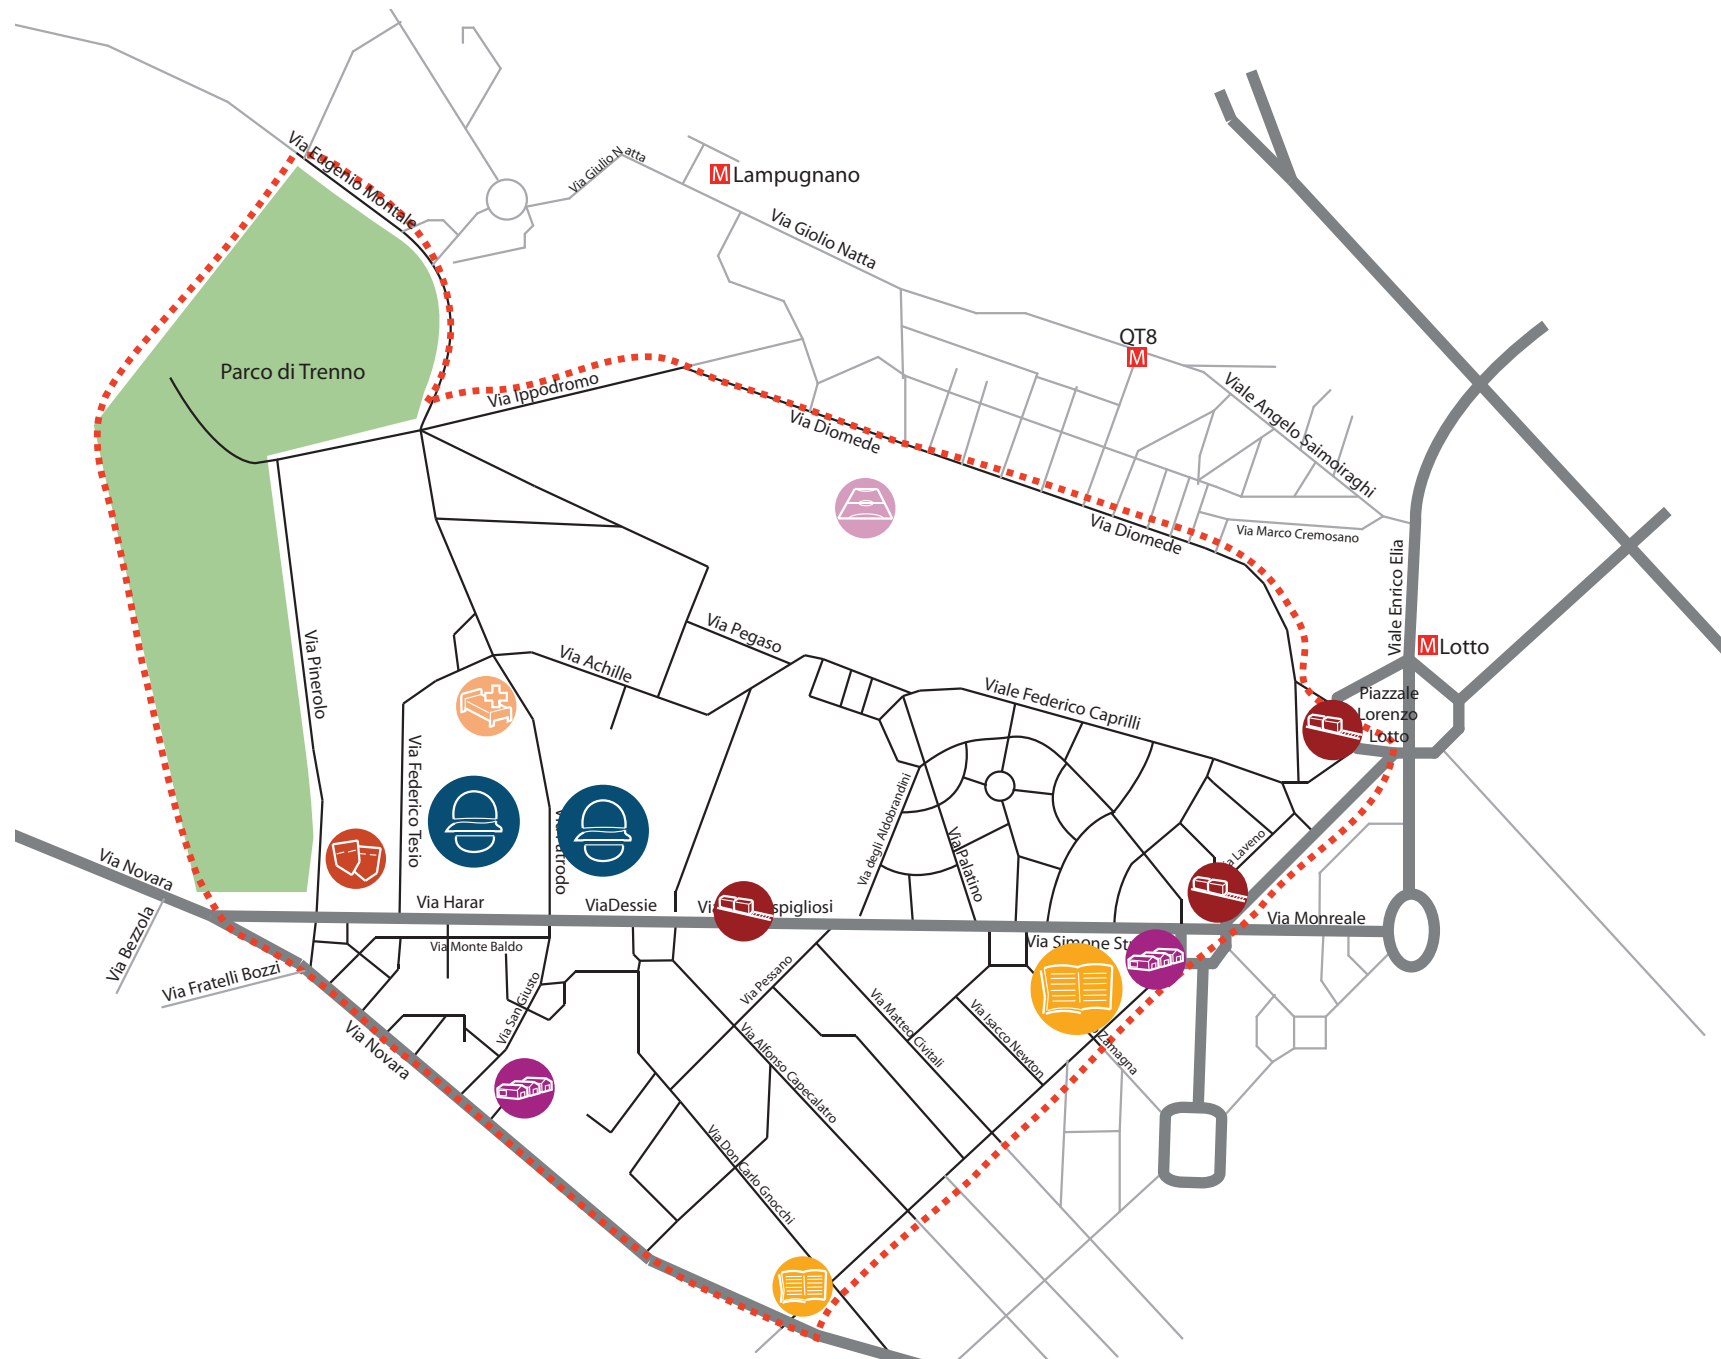 Via Eugenio Montale
Via Giulio Natta
M Lampugnano
Via Giolio Natta
QT8
M
Parco di Trenno
Via Ippodromo
Via Diomede
Viale Angelo Saimoiraghi
Via Diomede
Via Marco Cremosano
Viale Enrico Elia
M Lotto
Via Pinerolo
Via Achille
Via Pegaso
Viale Federico Caprilli
Piazzale
Lorenzo
Lotto
Via Federico Tesio
Via degli Aldobrandini
Via Palatino
Laveno
Via Novara
Via Harar
ViaDessie
spigliosi
Via Monreale
Via Bezzola
Via Fratelli Bozzi
Via Monte Baldo
Via Simone
Via San Giusto
Via Pessano
Via Matteo Civitali
Via Isacco Newton
Via Novara
Via Alfonso Capecalatro
Via Don Carlo Gnocchi